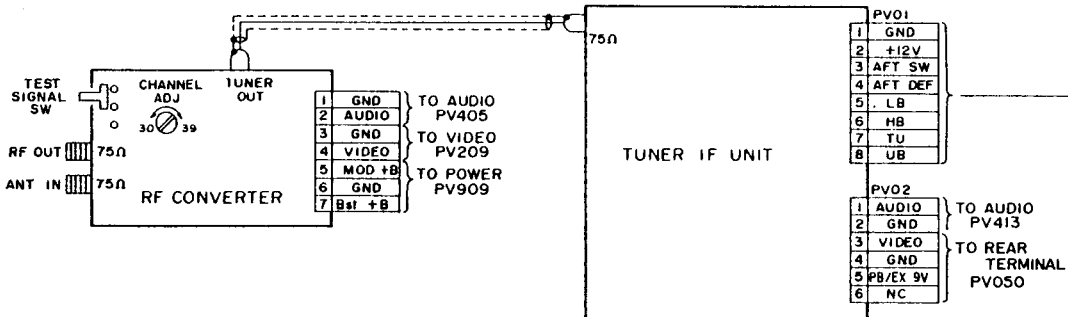 TEST
SIGNAL
SW
CHANNEL
ADJ
30 39
TUNER
OUT
RF OUT 75Ω
ANT IN 75Ω
RF CONVERTER
1 GND
2 AUDIO
3 GND
4 VIDEO
5 MOD +B
6 GND
7 Bst +B
TO AUDIO
PV405
TO VIDEO
PV209
TO POWER
PV909
75Ω
TUNER IF UNIT
PV01
1 GND
2 +12V
3 AFT SW
4 AFT DEF
5 LB
6 HB
7 TU
8 UB
PV02
1 AUDIO
2 GND
3 VIDEO
4 GND
5 PB/EX 9V
6 NC
TO AUDIO
PV413
TO REAR
TERMINAL
PV050